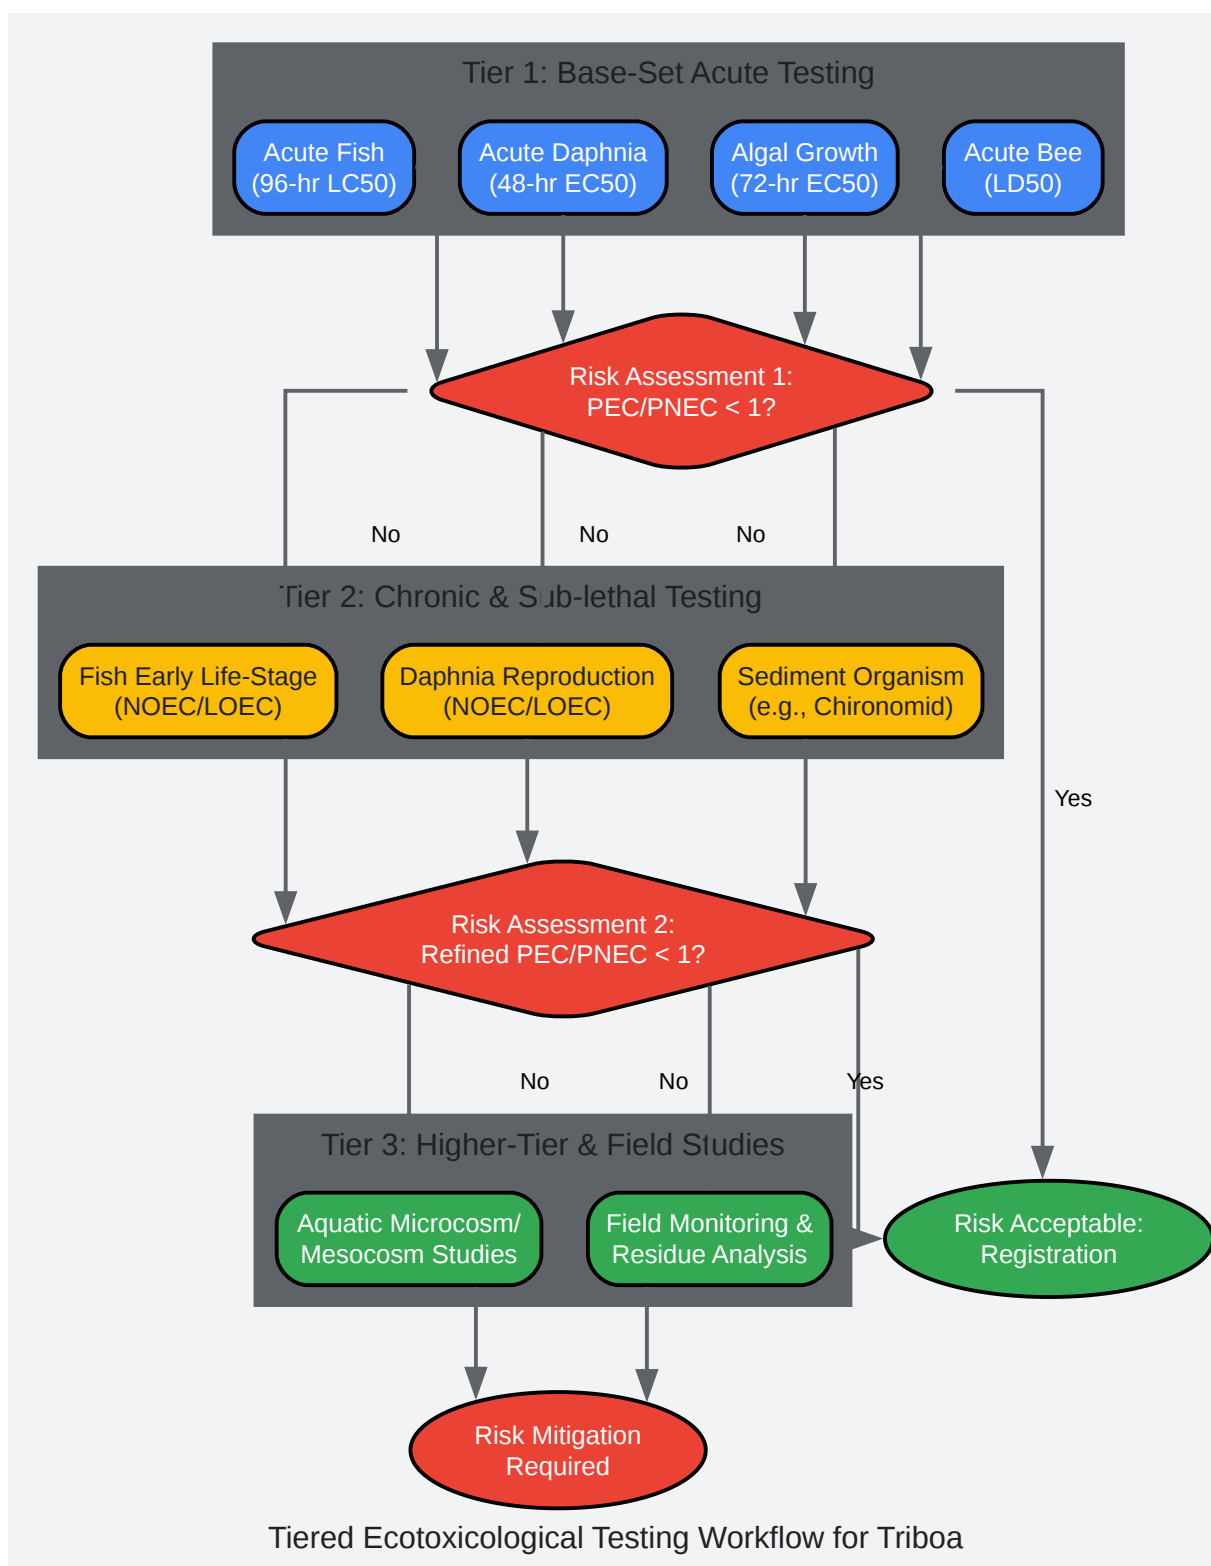 Tier 1: Base-Set Acute Testing
Acute Fish
(96-hr LC50)
Acute Daphnia
(48-hr EC50)
Algal Growth
(72-hr EC50)
Acute Bee
(LD50)
Risk Assessment 1:
PEC/PNEC < 1?
No
No
No
Tier 2: Chronic & Sub-lethal Testing
Fish Early Life-Stage
(NOEC/LOEC)
Daphnia Reproduction
(NOEC/LOEC)
Sediment Organism
(e.g., Chironomid)
Yes
Risk Assessment 2:
Refined PEC/PNEC < 1?
No
No
Yes
Tier 3: Higher-Tier & Field Studies
Aquatic Microcosm/
Mesocosm Studies
Field Monitoring &
Residue Analysis
Risk Acceptable:
Registration
Risk Mitigation
Required
Tiered Ecotoxicological Testing Workflow for Triboa